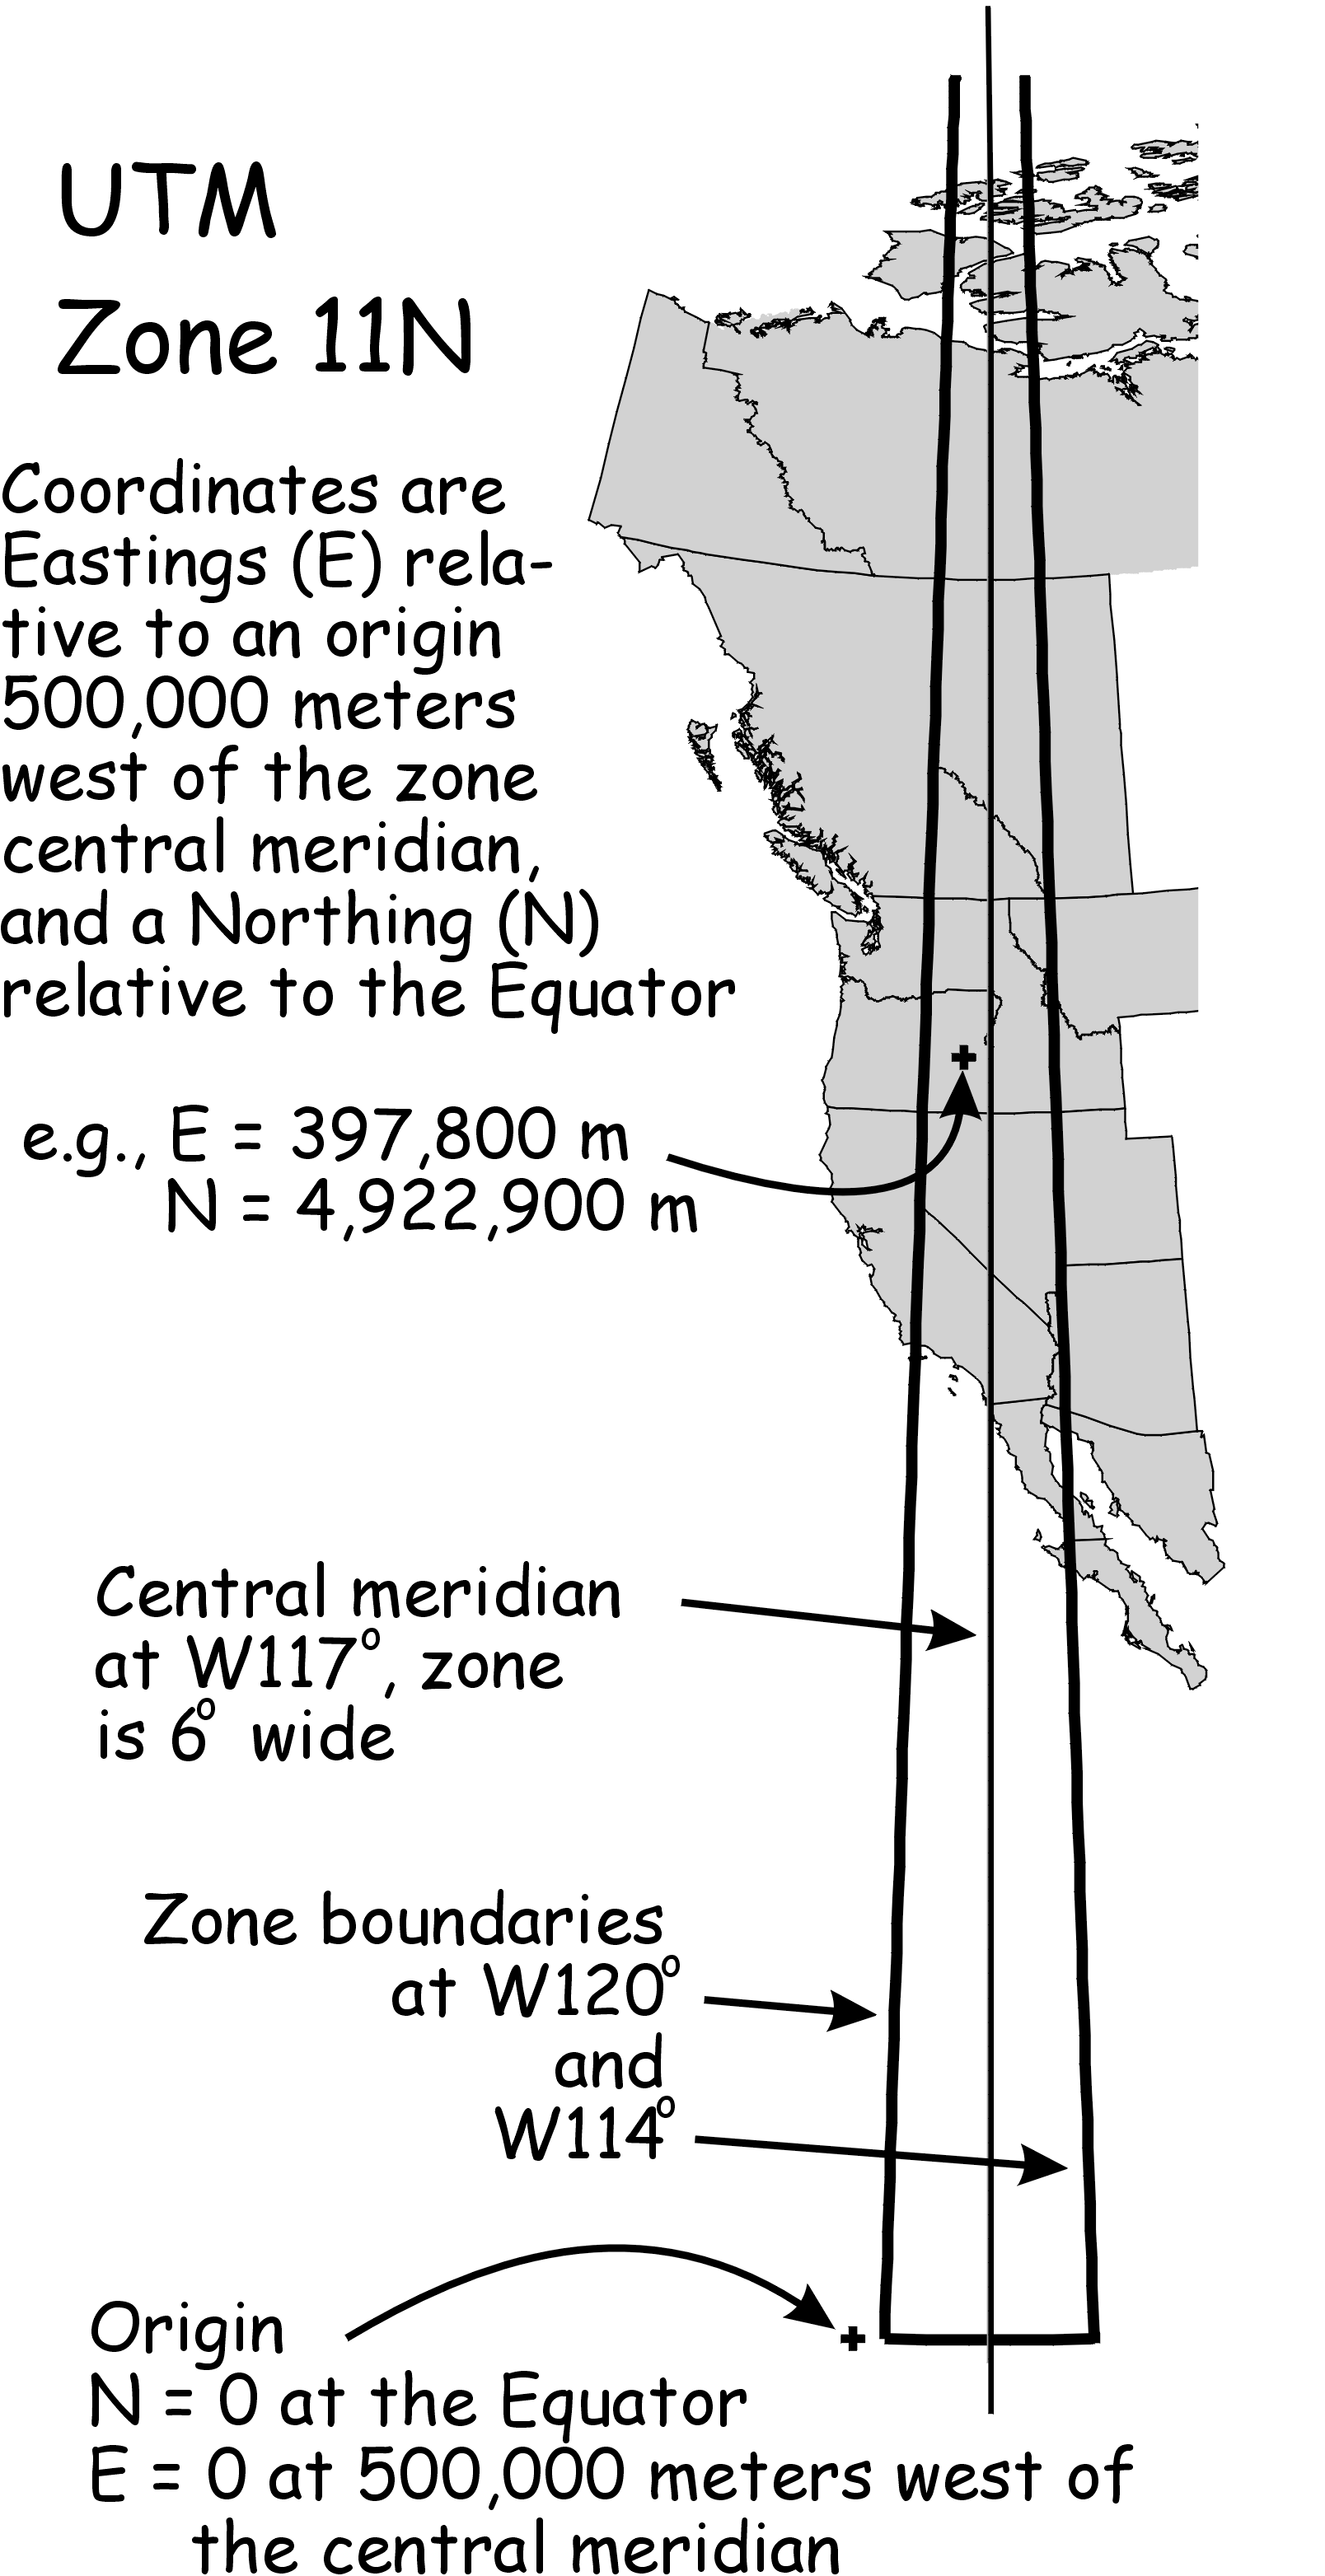 UTM
Zone 11N
Coordinates are
Eastings (E) rela-
tive to an origin
500,000 meters
west of the zone
central meridian,
and a Northing (N)
relative to the Equator
e.g., E = 397,800 m
N = 4,922,900 m
Central meridian
at W117°, zone
is 6° wide
Zone boundaries
at W120°
and
W114°
Origin
N = 0 at the Equator
E = 0 at 500,000 meters west of
the central meridian